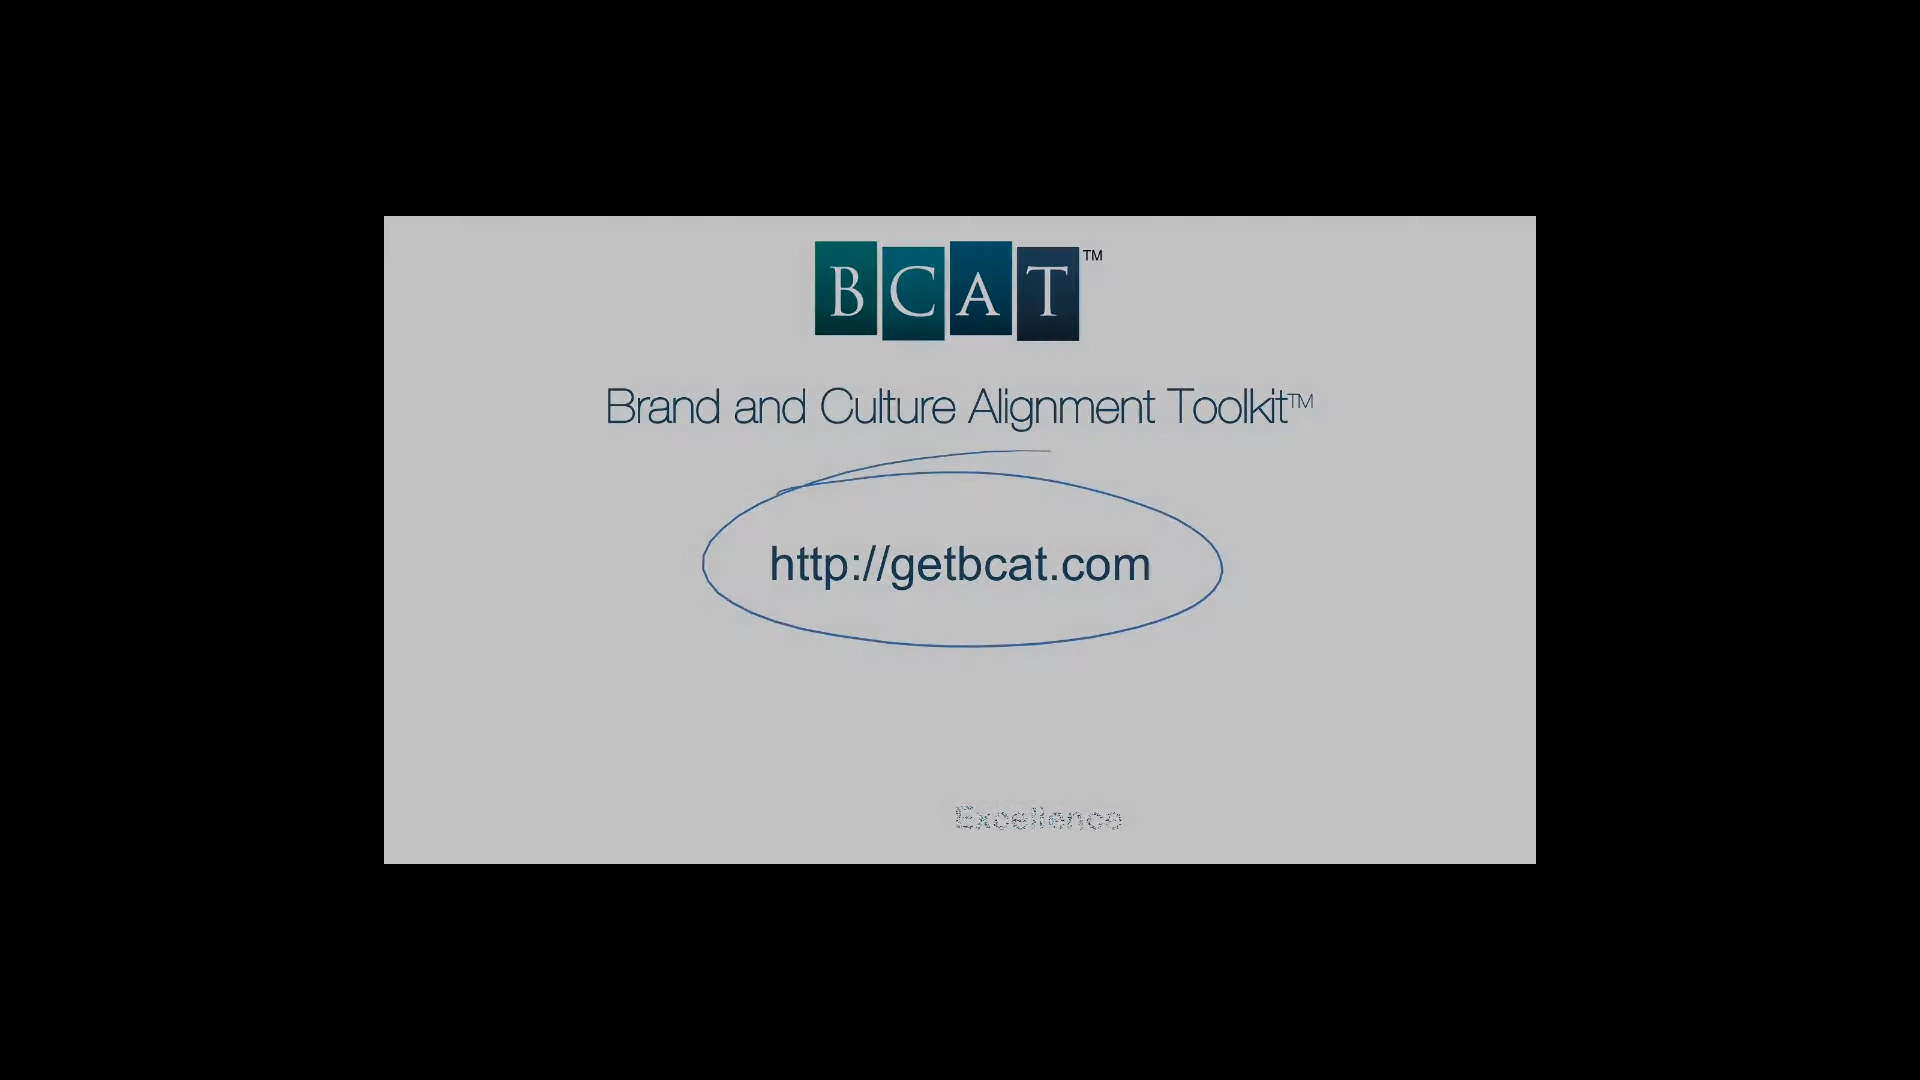 BCAT™
Brand and Culture Alignment Toolkit™
http://getbcat.com
Excellence